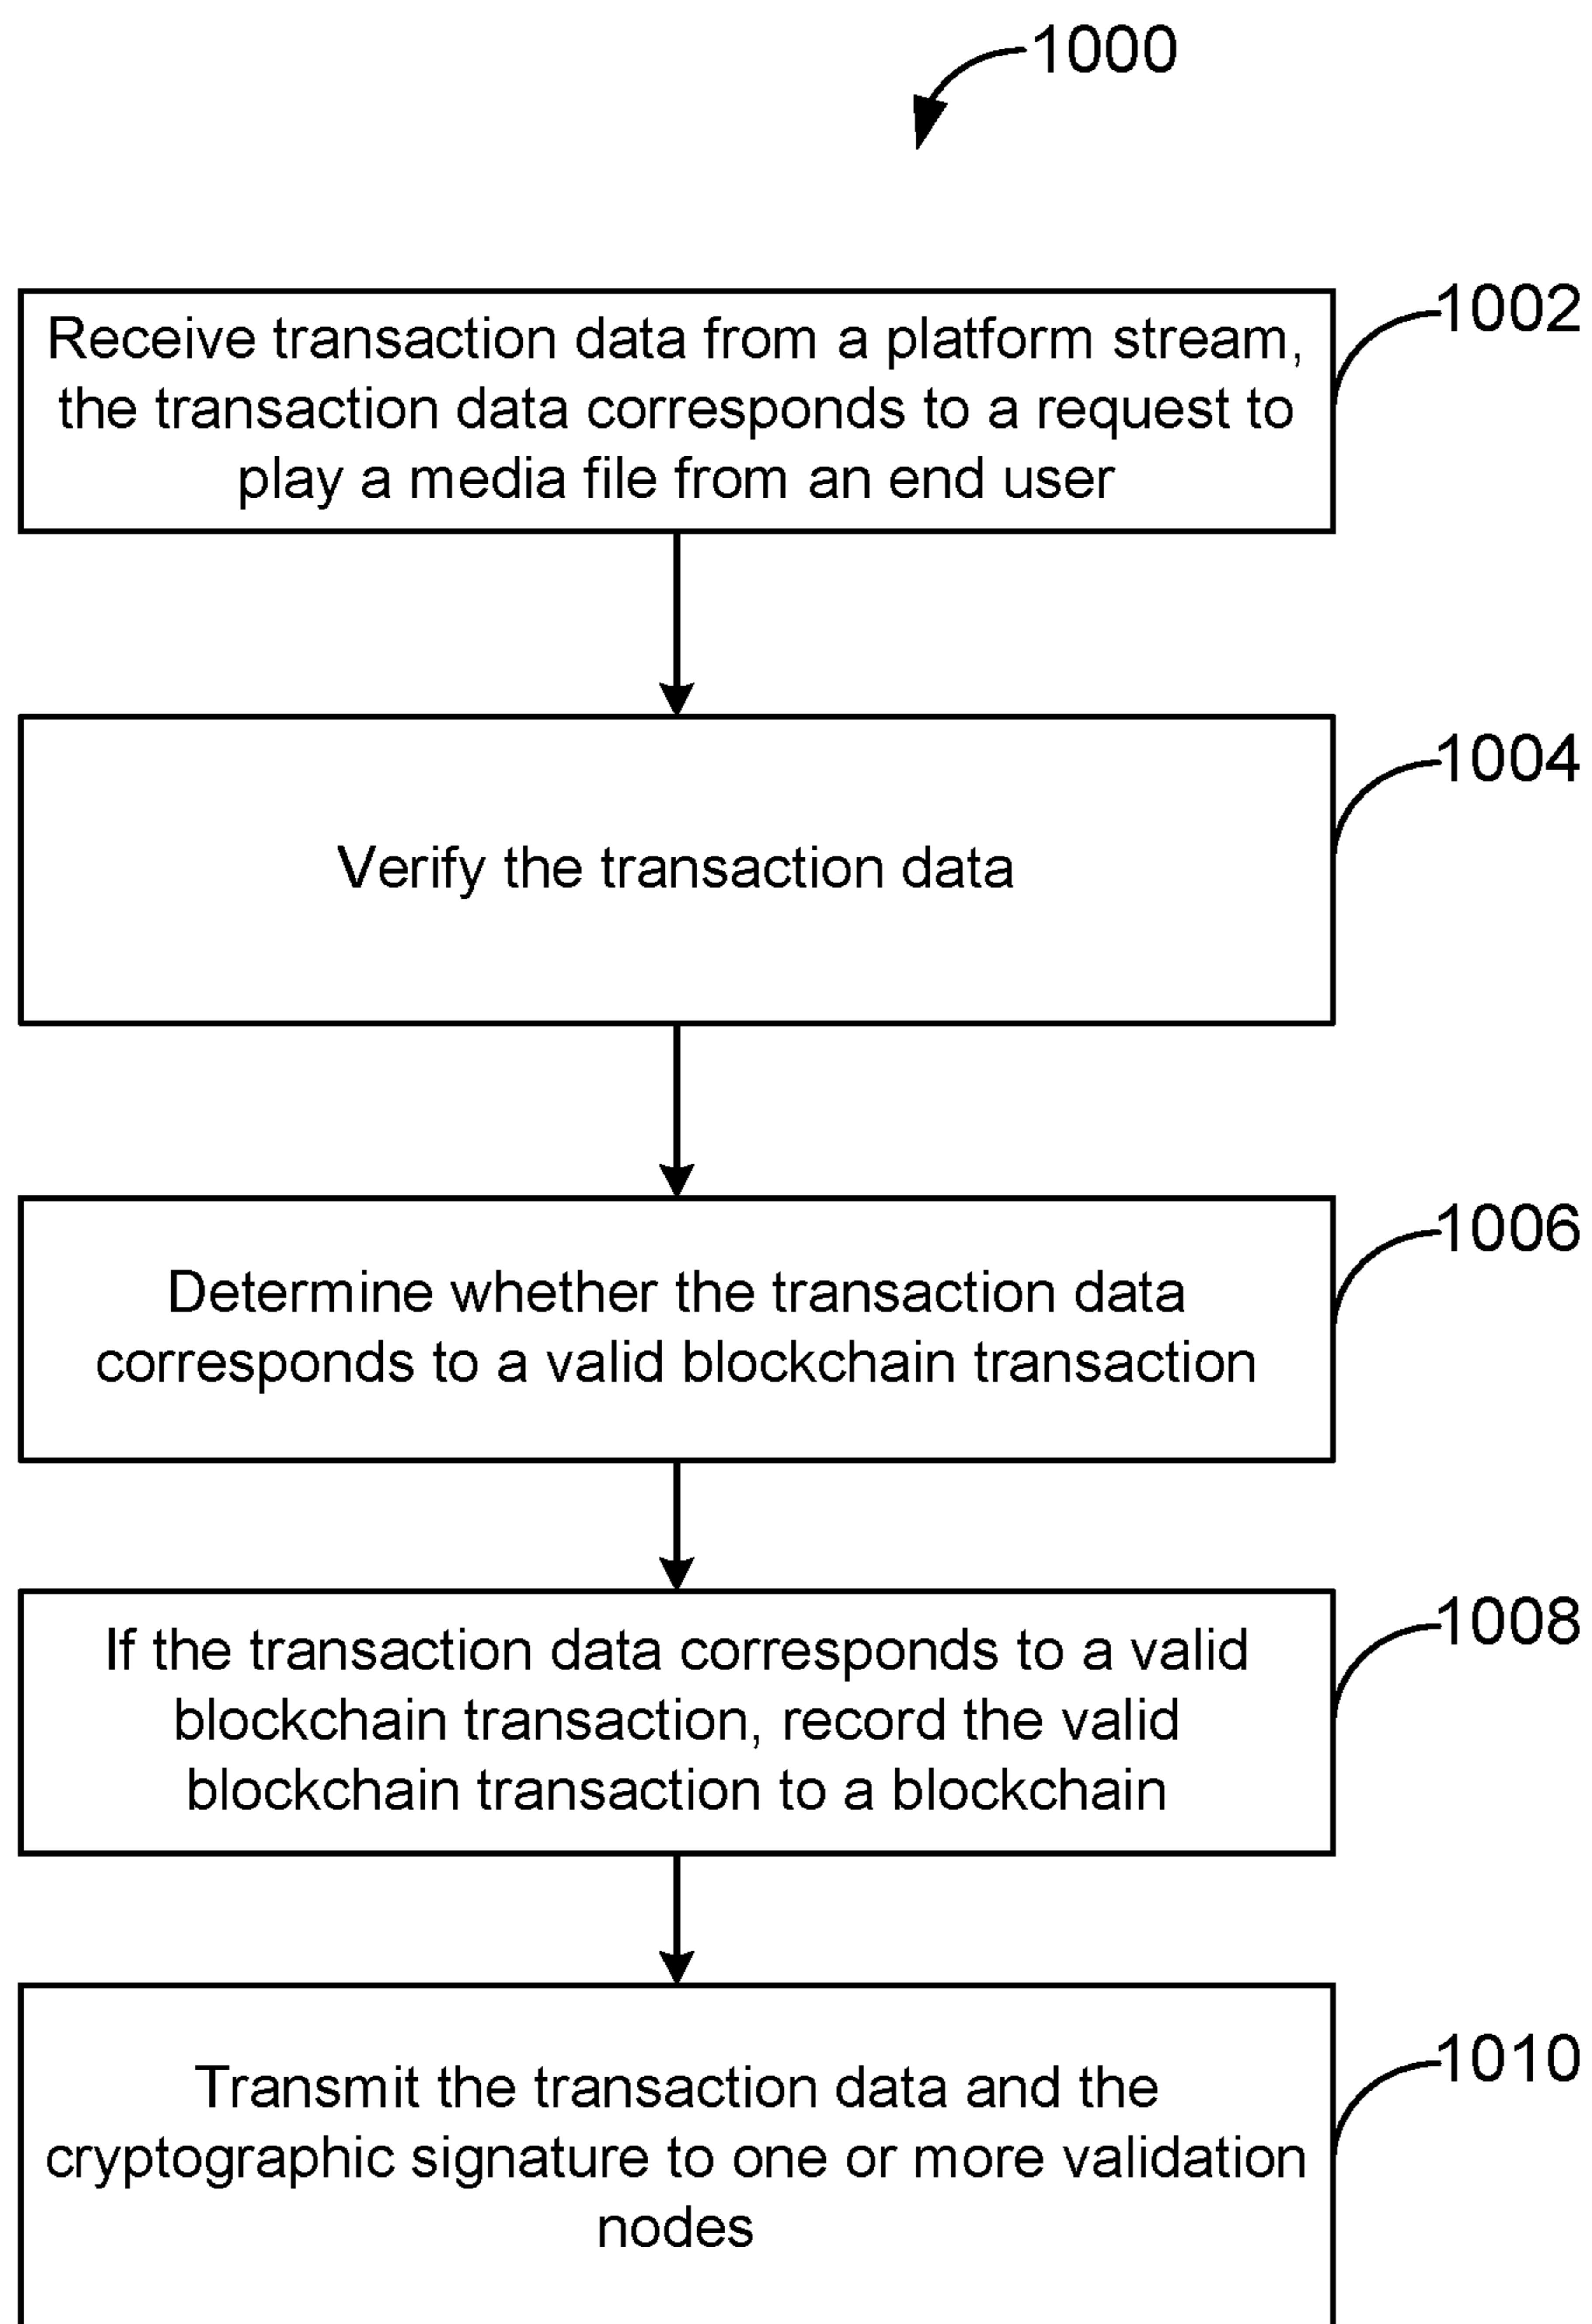 1000
1002
Receive transaction data from a platform stream,
the transaction data corresponds to a request to
play a media file from an end user
1004
Verify the transaction data
1006
Determine whether the transaction data
corresponds to a valid blockchain transaction
1008
If the transaction data corresponds to a valid
blockchain transaction, record the valid
blockchain transaction to a blockchain
1010
Transmit the transaction data and the
cryptographic signature to one or more validation
nodes